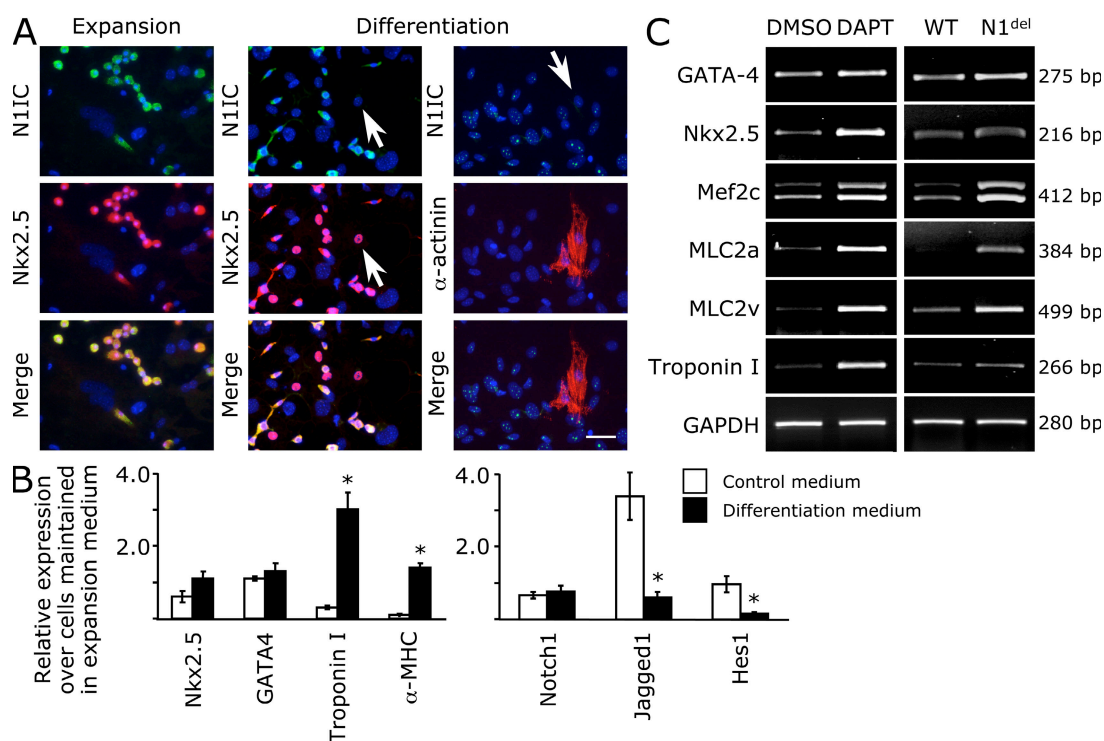 A
Expansion
Differentiation
N1IC
N1IC
N1IC
Nkx2.5
Nkx2.5
α-actinin
Merge
Merge
Merge
B
Relative expression
over cells maintained
in expansion medium
4.0
2.0
*
*
Nkx2.5
GATA4
Troponin I
α-MHC
4.0
2.0
*
*
Notch1
Jagged1
Hes1
Control medium
Differentiation medium
C
DMSO DAPT WT N1del
GATA-4 275 bp
Nkx2.5 216 bp
Mef2c 412 bp
MLC2a 384 bp
MLC2v 499 bp
Troponin I 266 bp
GAPDH 280 bp